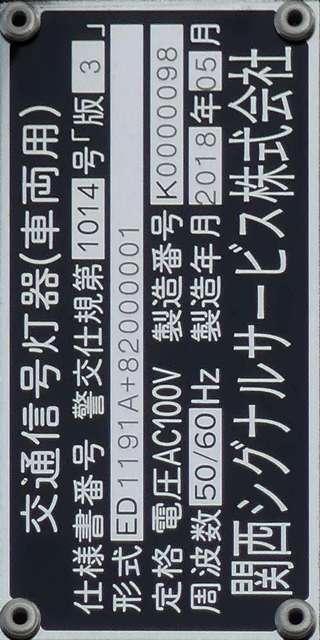 交通信号灯器(車両用)
仕様書番号 警交仕規第1014号「版3」
形式 ED1191A+82000001
定格 電圧AC100V 製造番号 K0000098
周波数 50/60 Hz 製造年月 2018年05月
関西シグナルサービス株式会社